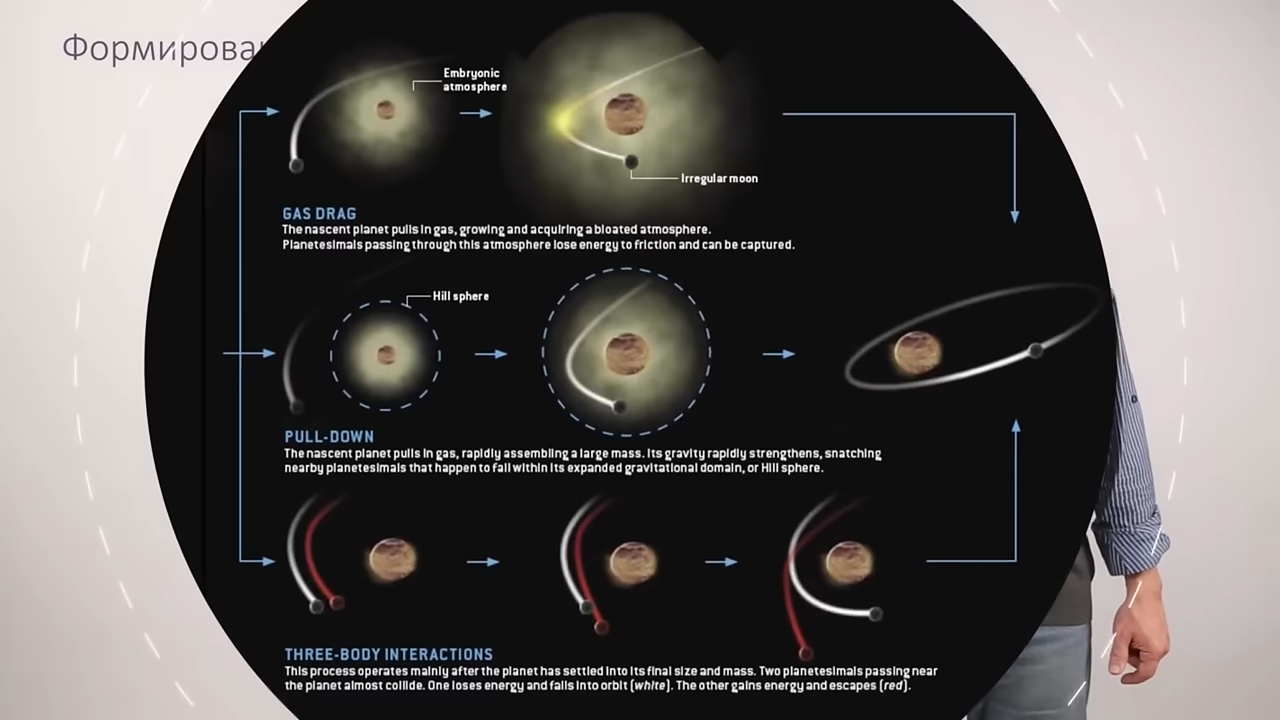 Embryonic
atmosphere
Irregular moon
GAS DRAG
The nascent planet pulls in gas, growing and acquiring a bloated atmosphere.
Planetesimals passing through this atmosphere lose energy to friction and can be captured.
Hill sphere
PULL-DOWN
The nascent planet pulls in gas, rapidly assembling a large mass. Its gravity rapidly strengthens, snatching
nearby planetesimals that happen to fall within its expanded gravitational domain, or Hill sphere.
THREE-BODY INTERACTIONS
This process operates mainly after the planet has settled into its final size and mass. Two planetesimals passing near
the planet almost collide. One loses energy and falls into orbit (white). The other gains energy and escapes (red).